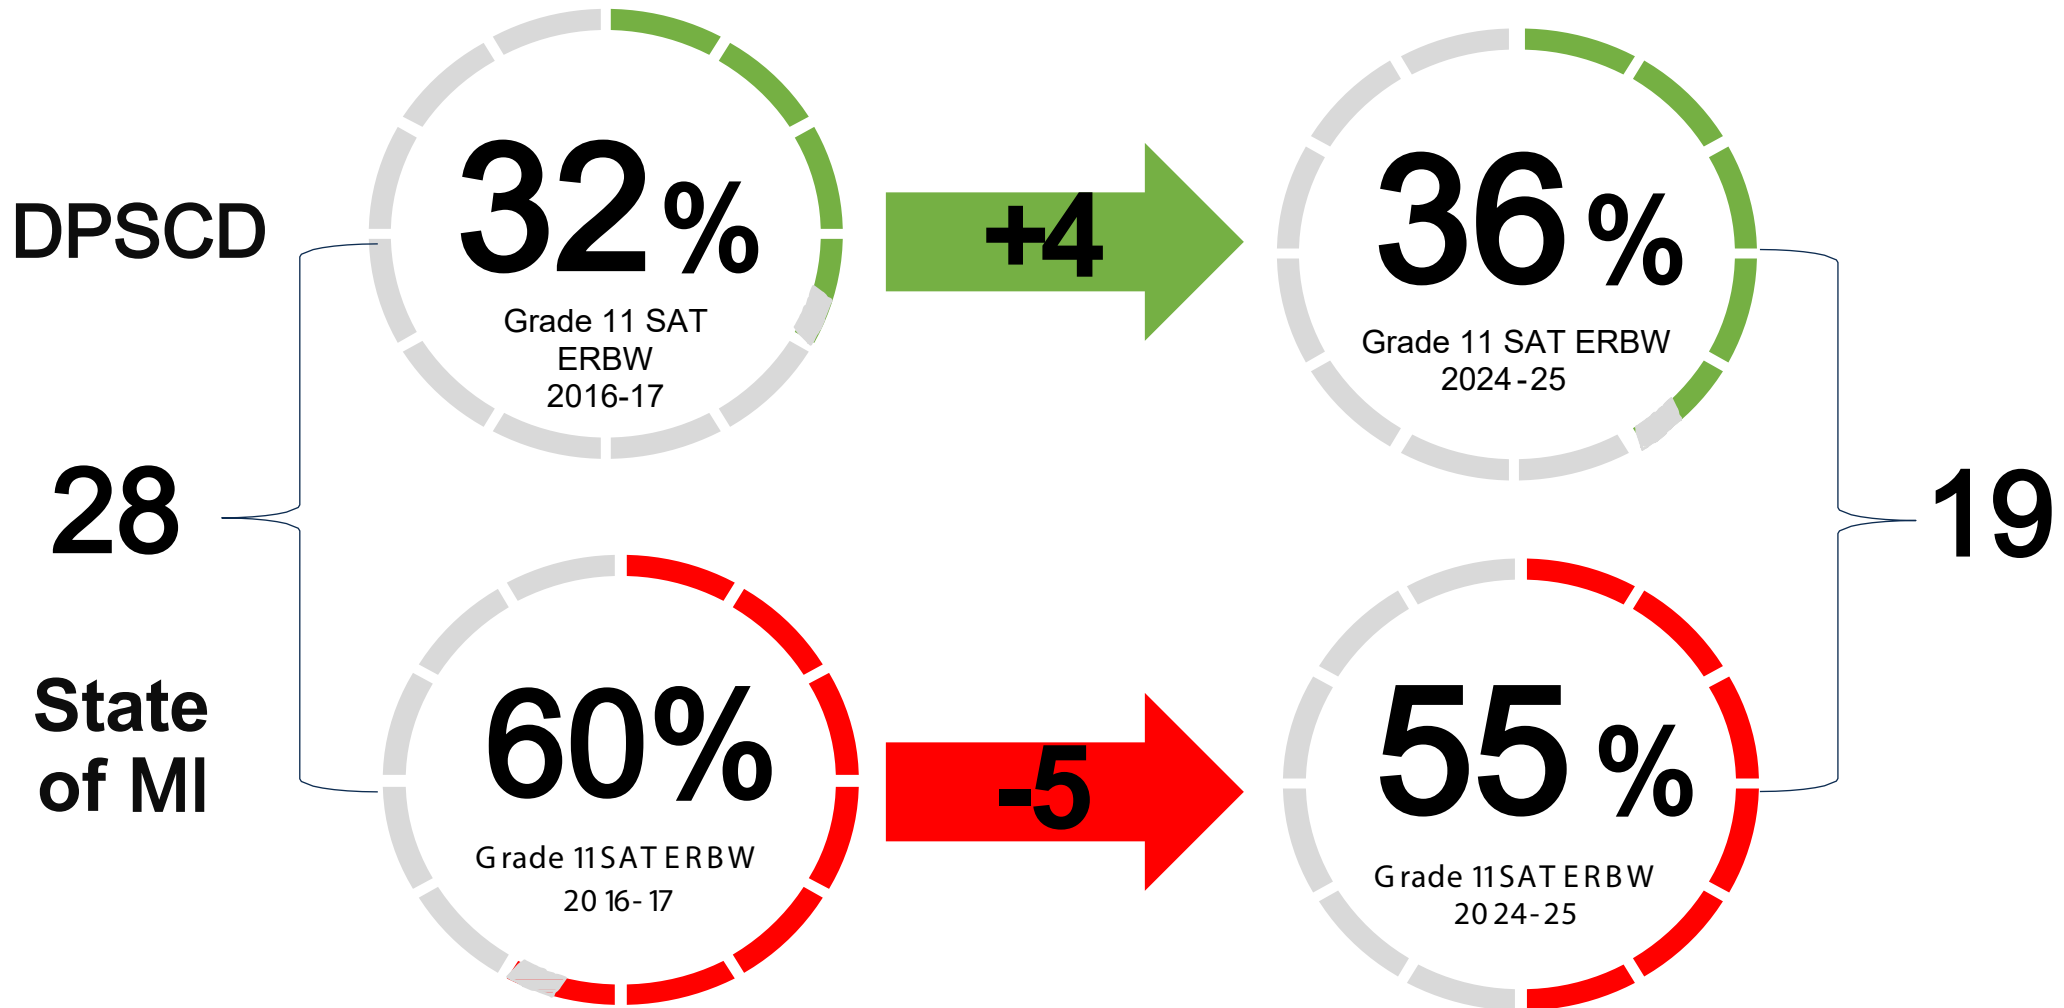 DPSCD
32%
Grade 11 SAT
ERBW
2016-17
+4
36%
Grade 11 SAT ERBW
2024-25
28
19
State
of MI
60%
Grade 11 SAT ERBW
2016-17
-5
55%
Grade 11 SAT ERBW
2024-25